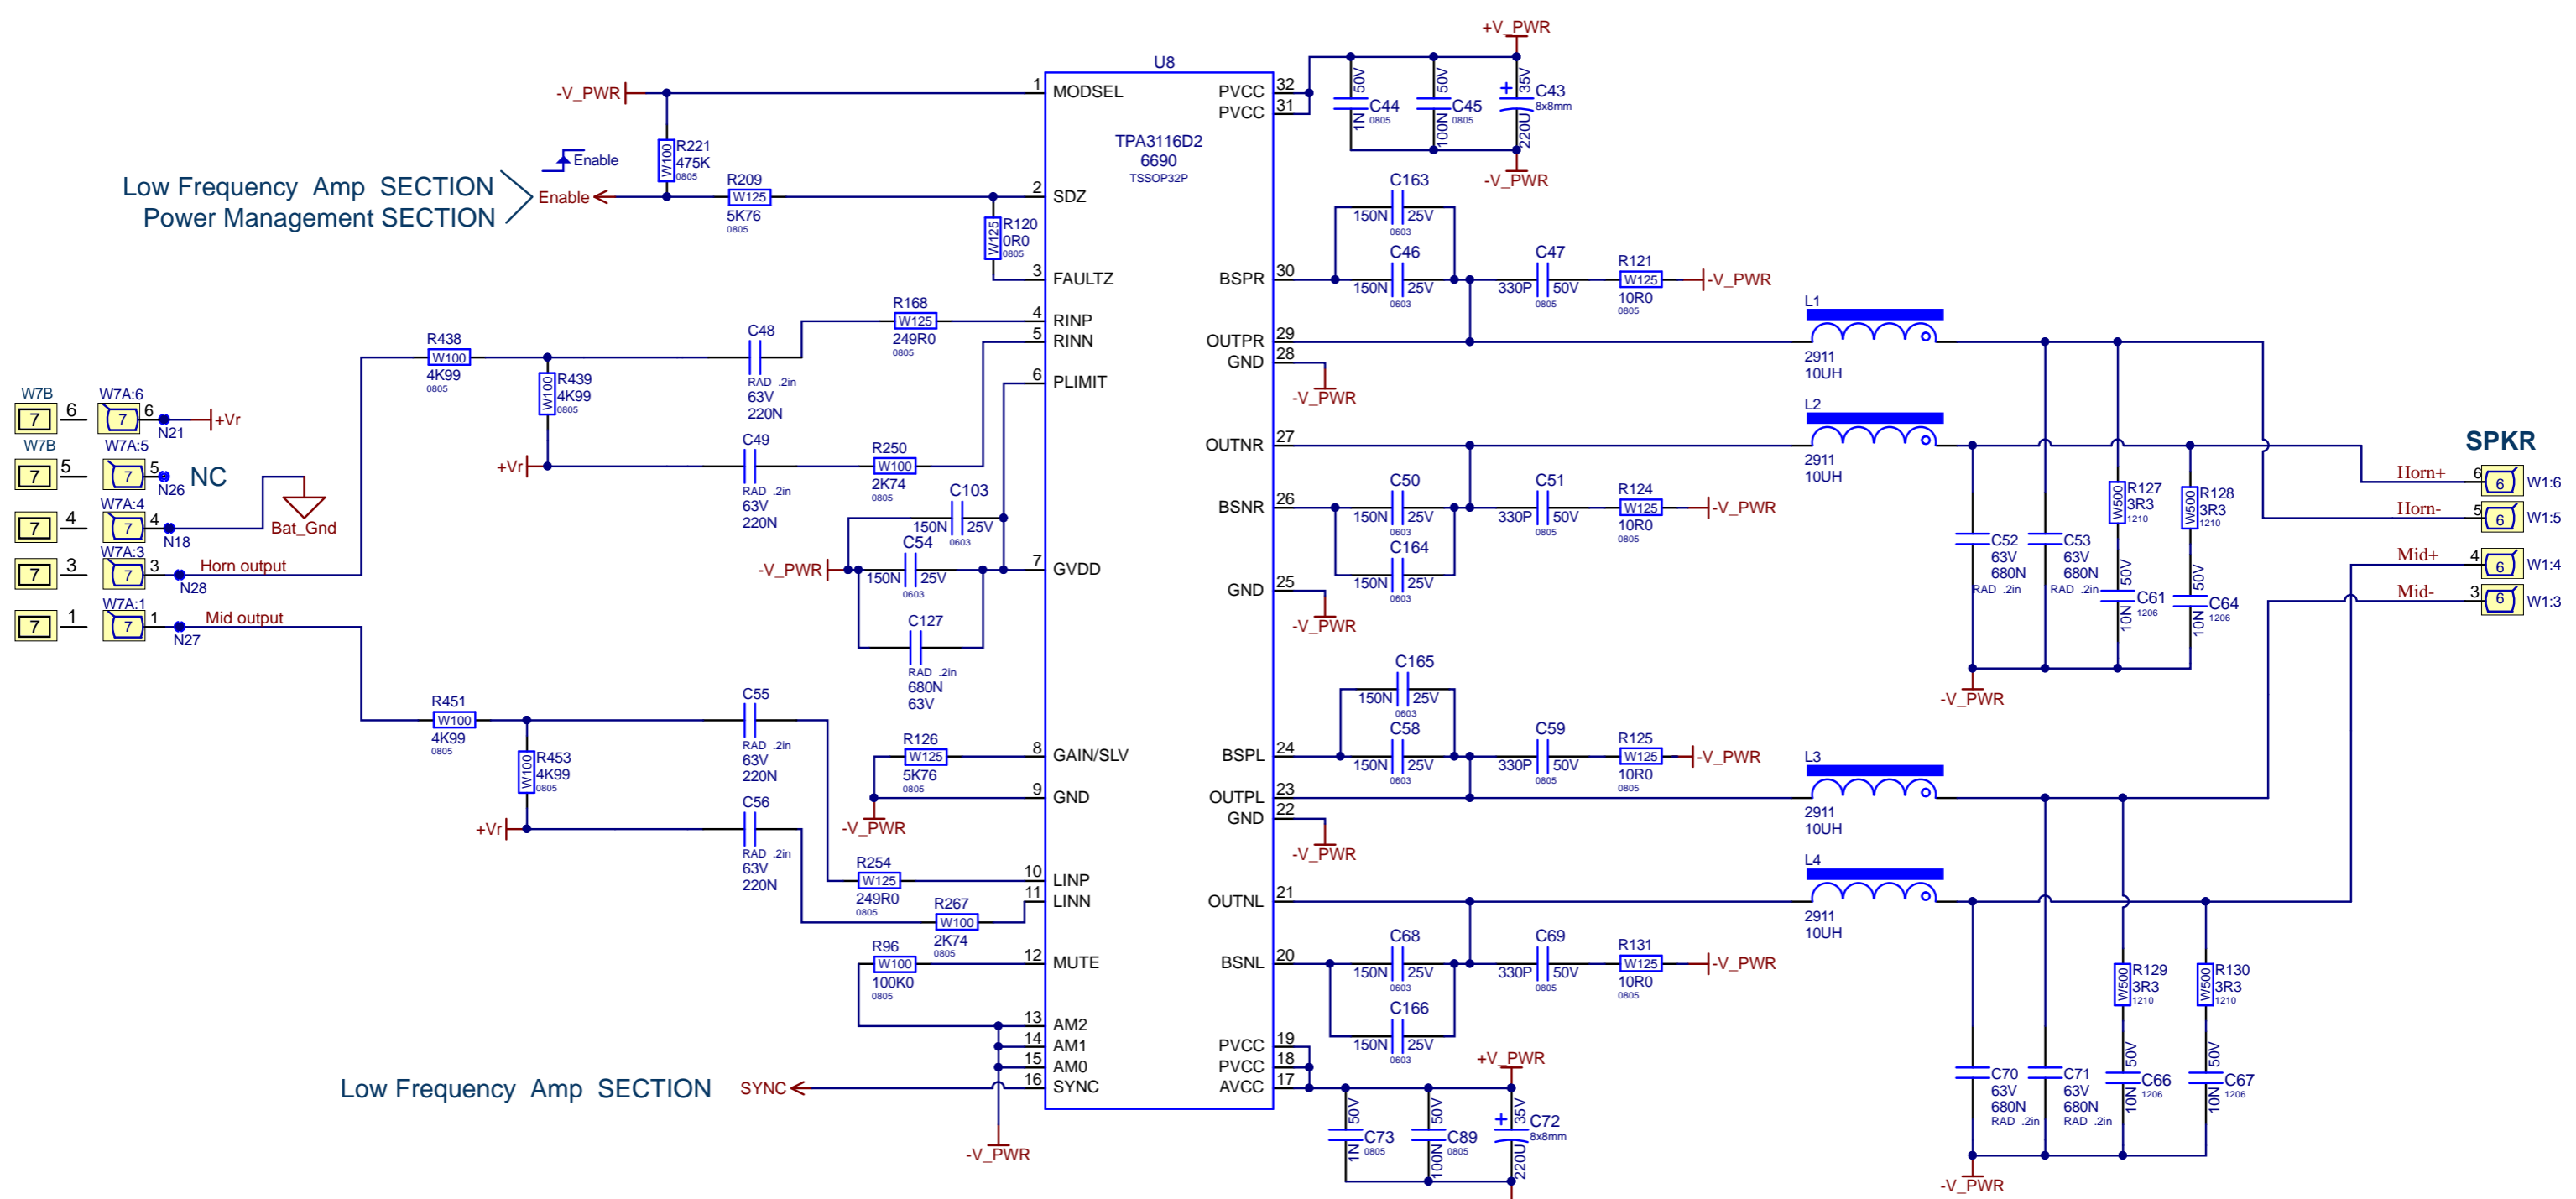 +V_PWR
U8
-V_PWR
1
MODSEL
PVCC
32
PVCC
31
50V
C44
0805
1N
50V
C45
0805
100N
35V
+
C43
8x8mm
220U
-V_PWR
TPA3116D2
6690
TSSOP32P
Enable
W100
R221
475K
0805
Low Frequency Amp SECTION
Power Management SECTION
Enable
R209
W125
5K76
0805
2
SDZ
W125
R120
0R0
0805
3
FAULTZ
C163
150N
25V
0603
BSPR
30
C46
150N
25V
0603
C47
330P
50V
0805
R121
W125
10R0
0805
-V_PWR
R168
W125
249R0
0805
4
RINP
5
RINN
6
PLIMIT
OUTPR
29
GND
28
-V_PWR
L1
2911
10UH
R438
W100
4K99
0805
W100
R439
4K99
0805
C48
RAD .2in
63V
220N
W7B
7
6
W7A:6
7
6
N21
+Vr
W7B
7
5
W7A:5
7
5
N26
NC
7
4
W7A:4
7
4
N18
Bat_Gnd
7
3
W7A:3
7
3
N28
Horn output
7
1
W7A:1
7
1
N27
Mid output
+Vr
C49
RAD .2in
63V
220N
R250
W100
2K74
0805
C103
150N
25V
0603
-V_PWR
C54
150N
25V
0603
7
GVDD
C127
RAD .2in
680N
63V
OUTNR
27
L2
2911
10UH
BSNR
26
C50
150N
25V
0603
C164
150N
25V
0603
C51
330P
50V
0805
R124
W125
10R0
0805
-V_PWR
GND
25
-V_PWR
SPKR
Horn+
6
6
W1:6
Horn-
5
6
W1:5
Mid+
4
6
W1:4
Mid-
3
6
W1:3
W500
R127
3R3
1210
W500
R128
3R3
1210
C52
63V
680N
RAD .2in
C53
63V
680N
RAD .2in
50V
C61
1206
10N
50V
C64
1206
10N
-V_PWR
R451
W100
4K99
0805
W100
R453
4K99
0805
+Vr
C55
RAD .2in
63V
220N
C56
RAD .2in
63V
220N
R126
W125
5K76
0805
8
GAIN/SLV
9
GND
-V_PWR
C165
150N
25V
0603
BSPL
24
C58
150N
25V
0603
C59
330P
50V
0805
R125
W125
10R0
0805
-V_PWR
OUTPL
23
GND
22
-V_PWR
L3
2911
10UH
R254
W125
249R0
0805
10
LINP
11
LINN
R267
W100
2K74
0805
OUTNL
21
L4
2911
10UH
R96
W100
100K0
0805
12
MUTE
BSNL
20
C68
150N
25V
0603
C166
150N
25V
0603
C69
330P
50V
0805
R131
W125
10R0
0805
-V_PWR
W500
R129
3R3
1210
W500
R130
3R3
1210
13
AM2
14
AM1
15
AM0
16
SYNC
PVCC
19
PVCC
18
AVCC
17
+V_PWR
Low Frequency Amp SECTION
SYNC
-V_PWR
50V
C73
0805
1N
50V
C89
0805
100N
35V
+
C72
8x8mm
220U
C70
63V
680N
RAD .2in
C71
63V
680N
RAD .2in
50V
C66
1206
10N
50V
C67
1206
10N
-V_PWR